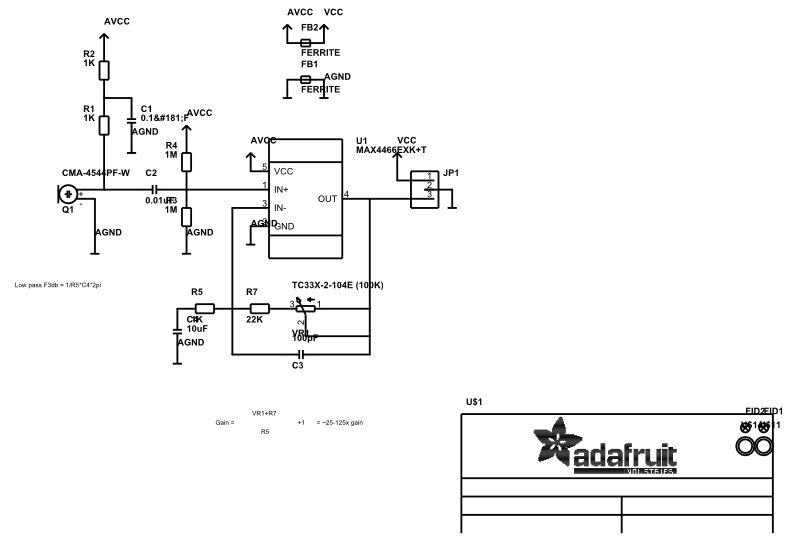 AVCC
VCC
FB2
FERRITE
FB1
AGND
FERRITE
AVCC
R2
1K
R1
1K
C1
0.1&#181;F
AGND
AVCC
R4
1M
CMA-4544PF-W
C2
0.01uF
R3
1M
Q1
+
-
AGND
AGND
AVCC
U1
MAX4466EXK+T
VCC
5
VCC
1
IN+
3
IN-
AGND
GND
OUT
4
JP1
1
2
3
Low pass F3db = 1/R5*C4*2pi
TC33X-2-104E (100K)
R5
R7
3
1
2
1K
22K
C4
10uF
AGND
VR1
100pF
C3
VR1+R7
Gain =
+1
= ~25-125x gain
R5
U$1
FID2
FID1
U$11
adafruit
INDUSTRIES